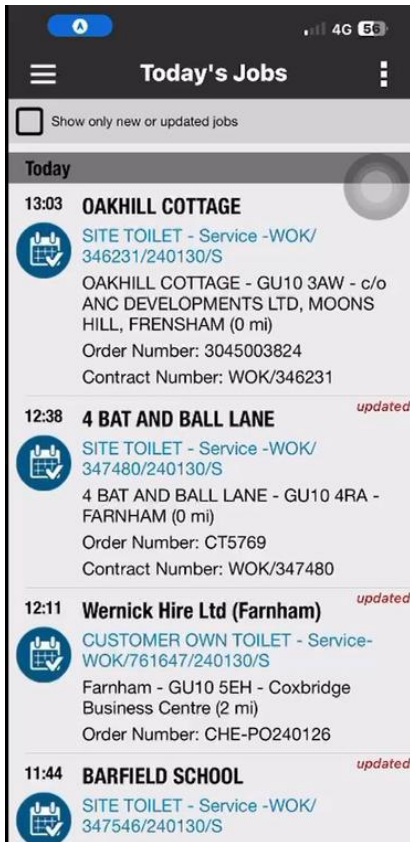 4G 56
Today's Jobs
Show only new or updated jobs
Today
13:03 OAKHILL COTTAGE
SITE TOILET - Service -WOK/
346231/240130/S
OAKHILL COTTAGE - GU10 3AW - c/o
ANC DEVELOPMENTS LTD, MOONS
HILL, FRENSHAM (0 mi)
Order Number: 3045003824
Contract Number: WOK/346231
updated
12:38 4 BAT AND BALL LANE
SITE TOILET - Service -WOK/
347480/240130/S
4 BAT AND BALL LANE - GU10 4RA -
FARNHAM (0 mi)
Order Number: CT5769
Contract Number: WOK/347480
updated
12:11 Wernick Hire Ltd (Farnham)
CUSTOMER OWN TOILET - Service-
WOK/761647/240130/S
Farnham - GU10 5EH - Coxbridge
Business Centre (2 mi)
Order Number: CHE-PO240126
updated
11:44 BARFIELD SCHOOL
SITE TOILET - Service -WOK/
347546/240130/S